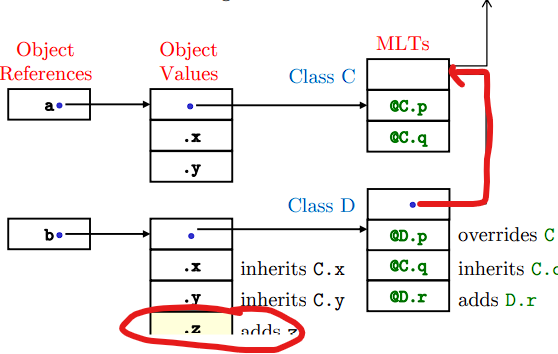 Object References
Object Values
MLTs
Class C
a
.x
.y
@C.p
@C.q
Class D
b
.x inherits C.x
.y inherits C.y
.z adds z
@D.p overrides C
@C.q inherits C.
@D.r adds D.r